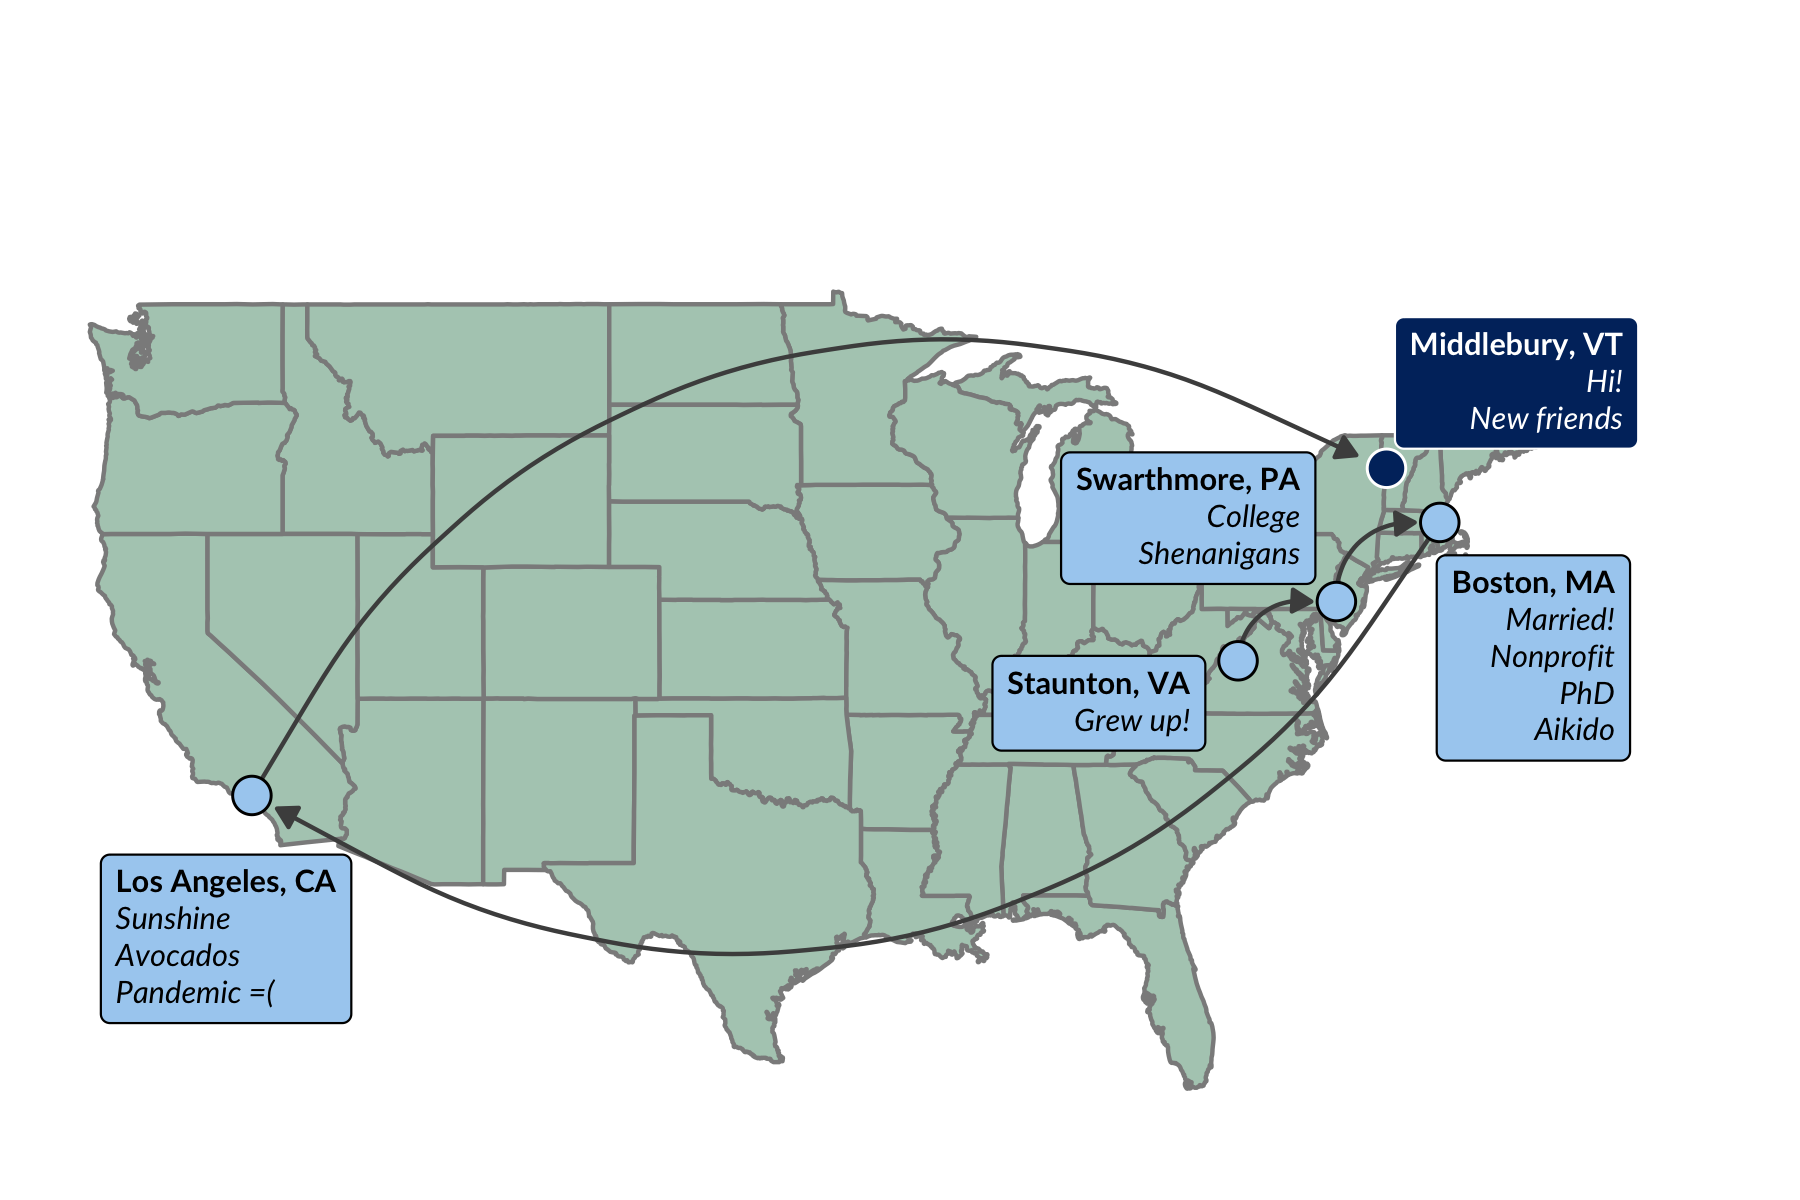 Middlebury, VT
Hi!
New friends
Swarthmore, PA
College
Shenanigans
Boston, MA
Married!
Nonprofit
PhD
Aikido
Staunton, VA
Grew up!
Los Angeles, CA
Sunshine
Avocados
Pandemic =(